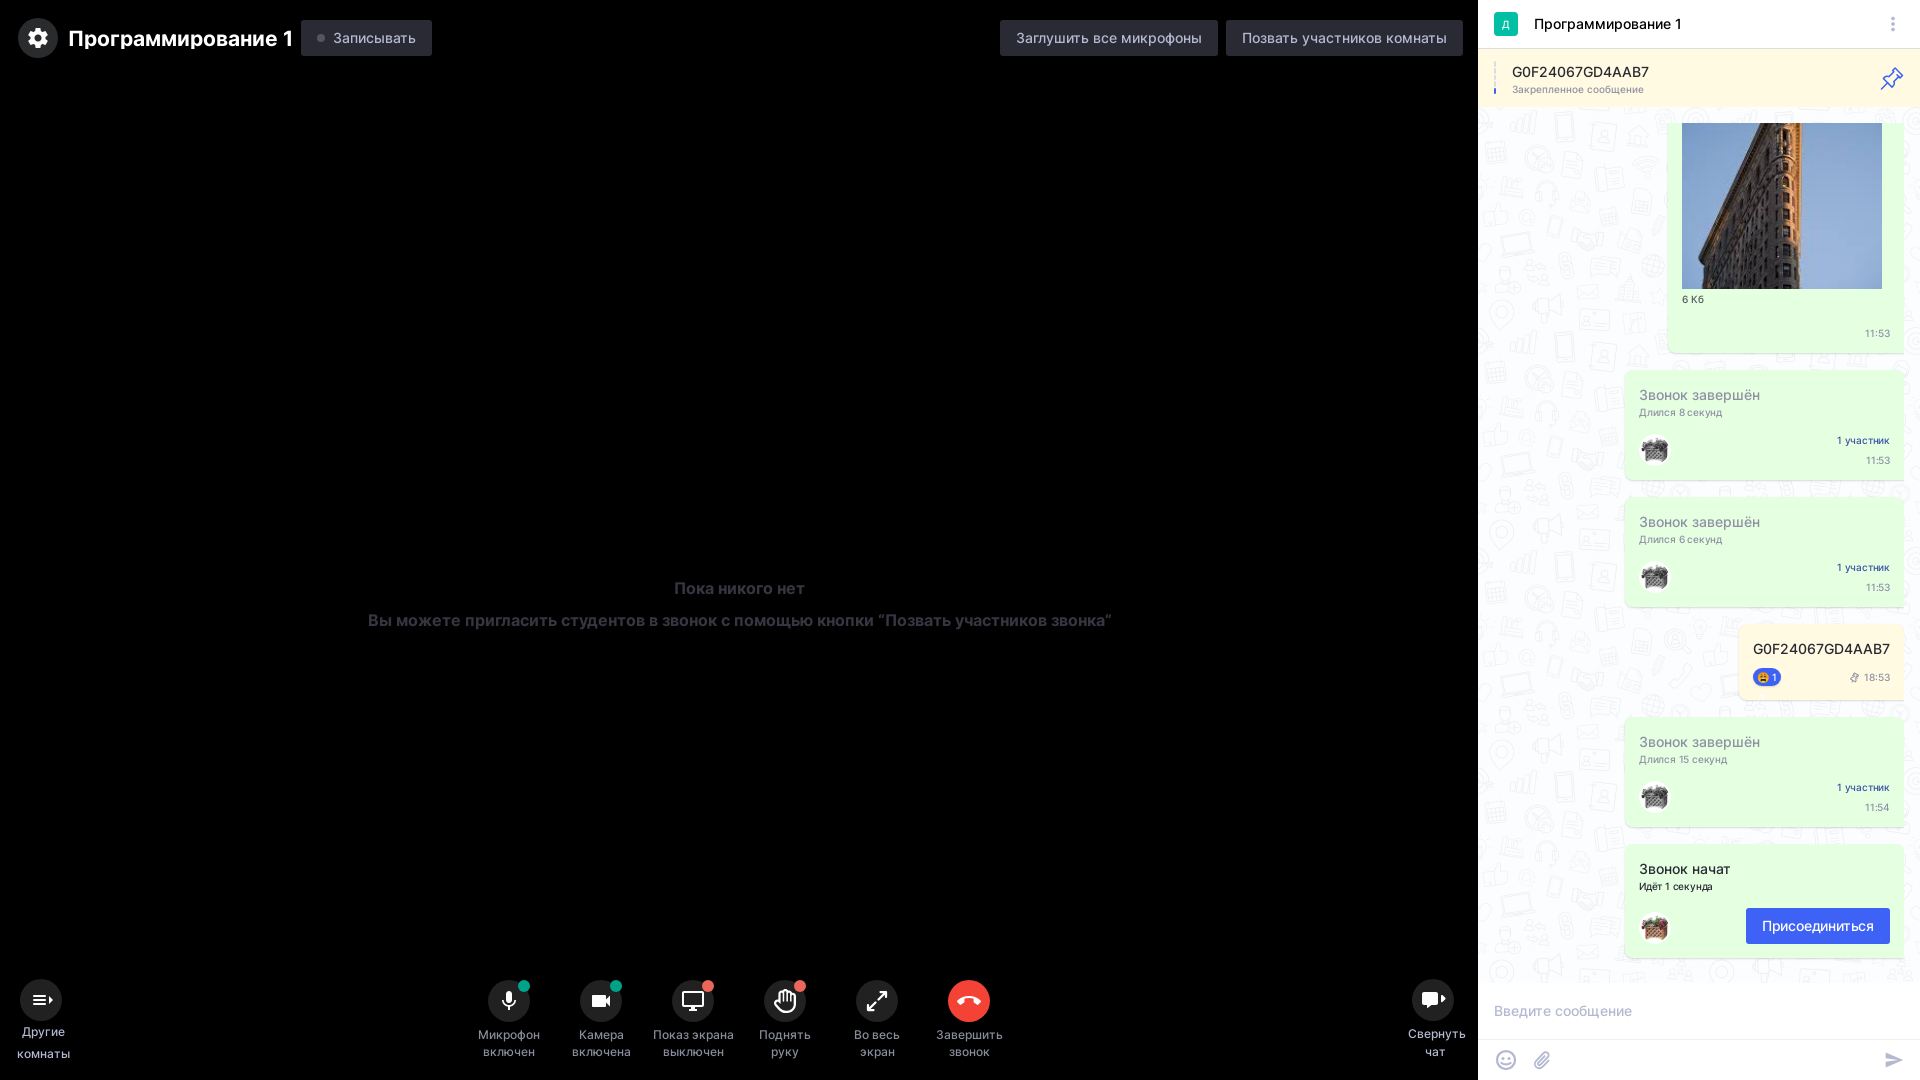 Программирование 1
Записывать
Заглушить все микрофоны
Позвать участников комнаты
Пока никого нет
Вы можете пригласить студентов в звонок с помощью кнопки “Позвать участников звонка”
Другие
комнаты
Микрофон
включен
Камера
включена
Показ экрана
выключен
Поднять
руку
Во весь
экран
Завершить
звонок
Свернуть
чат
Д
Программирование 1
G0F24067GD4AAB7
Закрепленное сообщение
6 Кб
11:53
Звонок завершён
Длился 8 секунд
1 участник
11:53
Звонок завершён
Длился 6 секунд
1 участник
11:53
G0F24067GD4AAB7
1
18:53
Звонок завершён
Длился 15 секунд
1 участник
11:54
Звонок начат
Идёт 1 секунда
Присоединиться
Введите сообщение